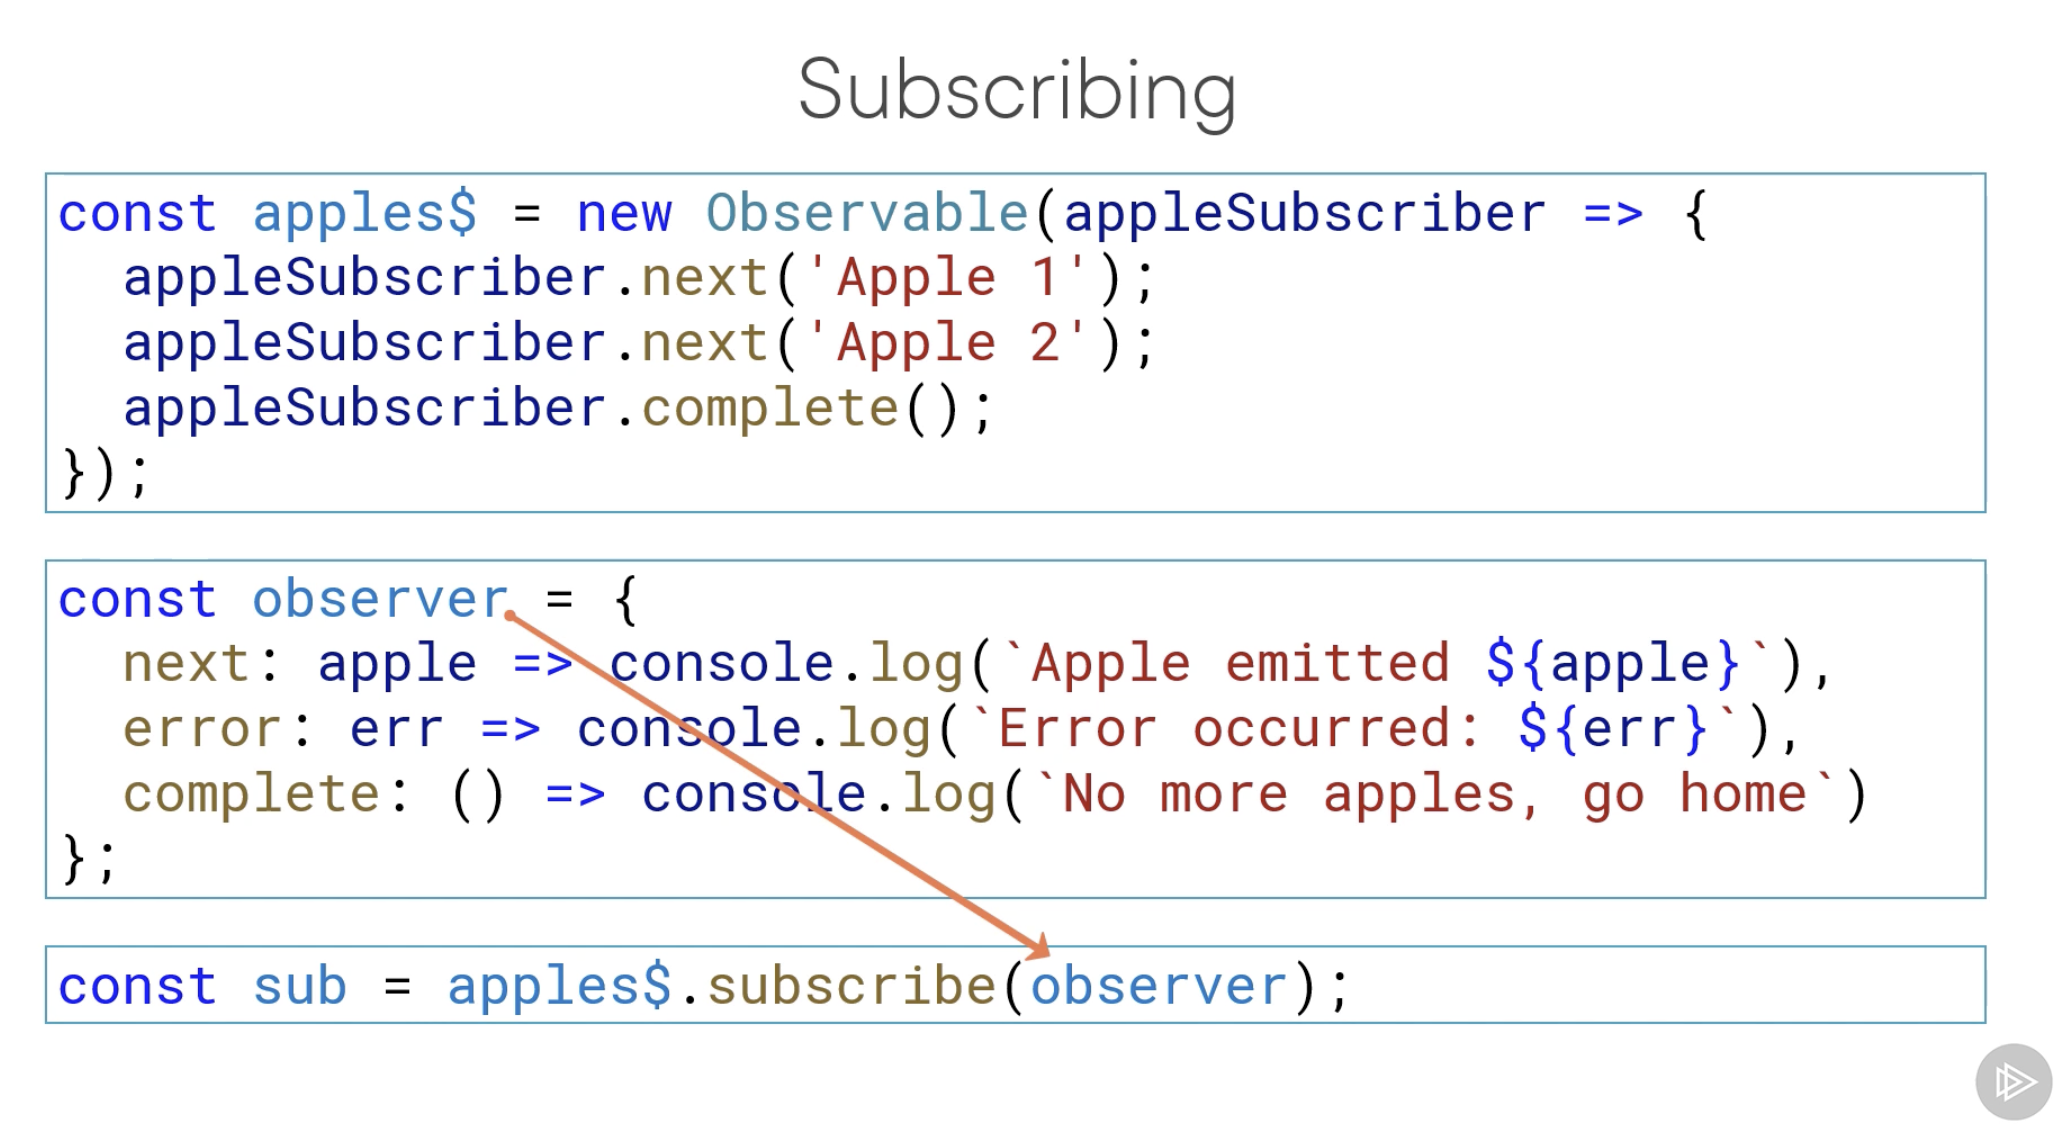 Subscribing
const apples$ = new Observable(appleSubscriber => {
  appleSubscriber.next('Apple 1');
  appleSubscriber.next('Apple 2');
  appleSubscriber.complete();
});
const observer = {
  next: apple => console.log(`Apple emitted ${apple}`),
  error: err => console.log(`Error occurred: ${err}`),
  complete: () => console.log(`No more apples, go home`)
};
const sub = apples$.subscribe(observer);